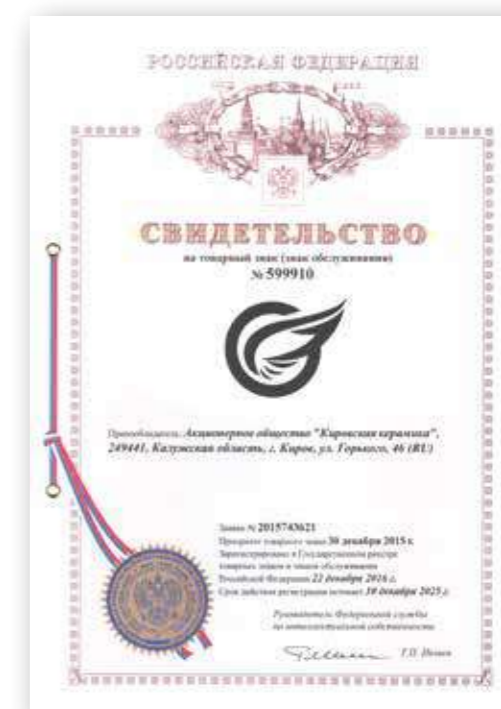 РОССИЙСКАЯ ФЕДЕРАЦИЯ
СВИДЕТЕЛЬСТВО
на товарный знак (знак обслуживания)
№ 599910
Правообладатель: Акционерное общество "Кировская керамика",
249441, Калужская область, г. Киров, ул. Горького, 46 (RU)
Заявка № 2015743621
Приоритет товарного знака 30 декабря 2015 г.
Зарегистрировано в Государственном реестре
товарных знаков и знаков обслуживания
Российской Федерации 22 декабря 2016 г.
Срок действия регистрации истекает 30 декабря 2025 г.
Руководитель Федеральной службы
по интеллектуальной собственности
Г.П. Ивлиев